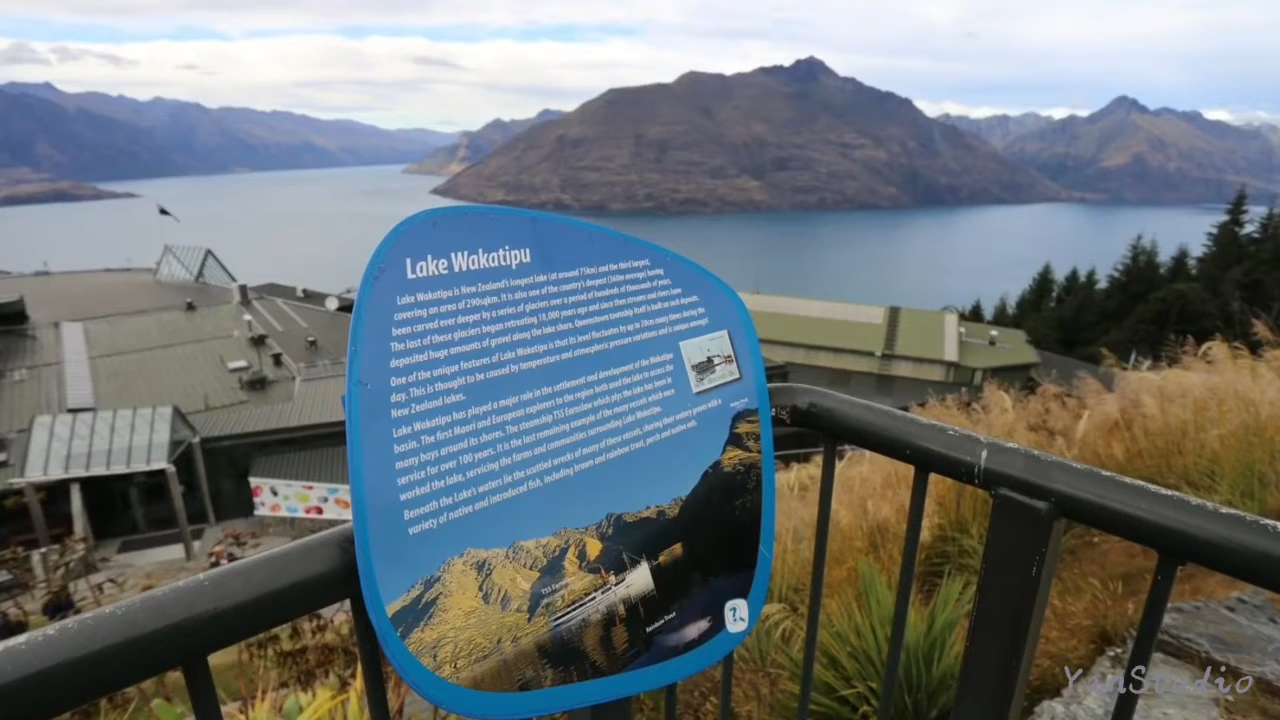 Lake Wakatipu
Lake Wakatipu is New Zealand's longest lake (at around 75km) and the third largest,
covering an area of 290sqkm. It is also one of the country's deepest (360m average) having
been carved ever deeper by a series of glaciers over a period of hundreds of thousands of years.
The last of these glaciers began retreating 18,000 years ago and since then streams and rivers have
deposited huge amounts of gravel along the lake shore. Queenstown township itself is built on such deposits.
One of the unique features of Lake Wakatipu is that its level fluctuates by up to 20cm many times during the
day. This is thought to be caused by temperature and atmospheric pressure variations and is unique amongst
New Zealand lakes.
Lake Wakatipu has played a major role in the settlement and development of the Wakatipu
basin. The first Maori and European explorers to the region both used the lake to access the
many bays around its shores. The steamship TSS Earnslaw which plys the lake has been in
service for over 100 years. It is the last remaining example of the many vessels which once
worked the lake, servicing the farms and communities surrounding Lake Wakatipu.
Beneath the Lake's waters lie the scuttled wrecks of many of these vessels, sharing their watery graves with a
variety of native and introduced fish, including brown and rainbow trout, perch and native eels.
TSS Earnslaw
Rainbow Trout
?
YunStudio